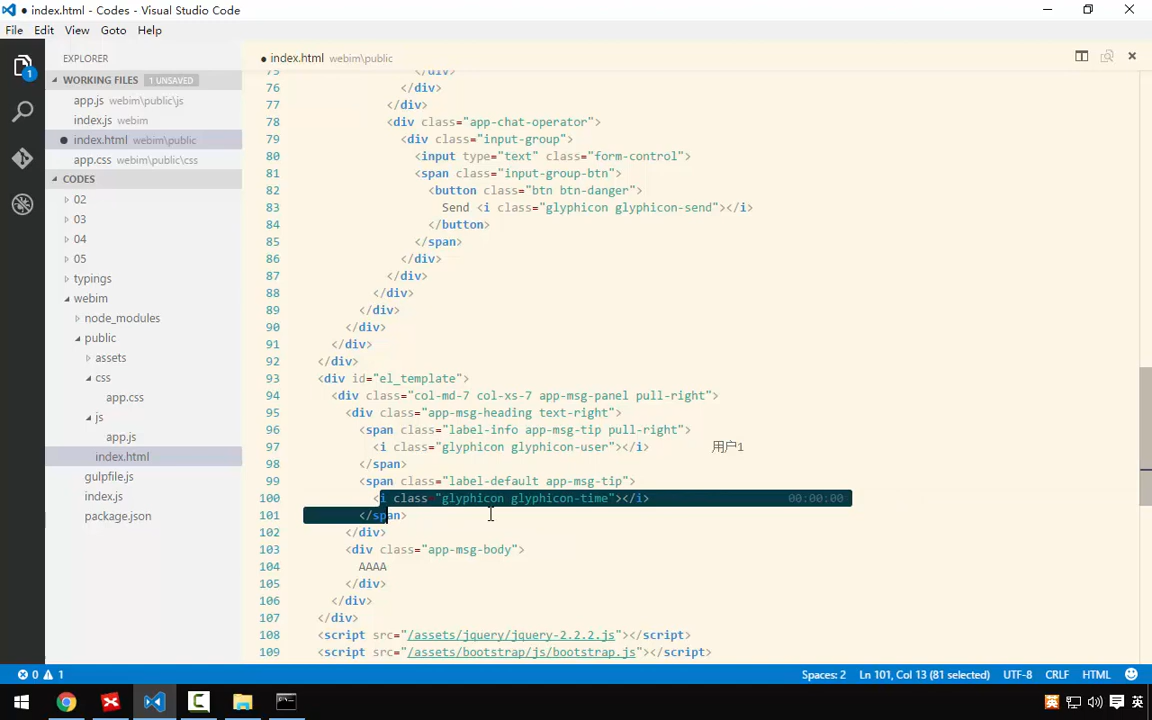 ● index.html - Codes - Visual Studio Code
File Edit View Goto Help
EXPLORER
WORKING FILES 1 UNSAVED
app.js webim\public\js
index.js webim
index.html webim\public
app.css webim\public\css
CODES
02
03
04
05
typings
webim
node_modules
public
assets
css
app.css
js
app.js
index.html
gulpfile.js
index.js
package.json
● index.html webim\public
75 </div>
76 </div>
77 </div>
78 <div class="app-chat-operator">
79 <div class="input-group">
80 <input type="text" class="form-control">
81 <span class="input-group-btn">
82 <button class="btn btn-danger">
83 Send <i class="glyphicon glyphicon-send"></i>
84 </button>
85 </span>
86 </div>
87 </div>
88 </div>
89 </div>
90 </div>
91 </div>
92 </div>
93 <div id="el_template">
94 <div class="col-md-7 col-xs-7 app-msg-panel pull-right">
95 <div class="app-msg-heading text-right">
96 <span class="label-info app-msg-tip pull-right">
97 <i class="glyphicon glyphicon-user"></i> 用户1
98 </span>
99 <span class="label-default app-msg-tip">
100 <i class="glyphicon glyphicon-time"></i> 00:00:00
101 </span>
102 </div>
103 <div class="app-msg-body">
104 AAAA
105 </div>
106 </div>
107 </div>
108 <script src="/assets/jquery/jquery-2.2.2.js"></script>
109 <script src="/assets/bootstrap/js/bootstrap.js"></script>
0 1 Spaces: 2 Ln 101, Col 13 (81 selected) UTF-8 CRLF HTML
英 英